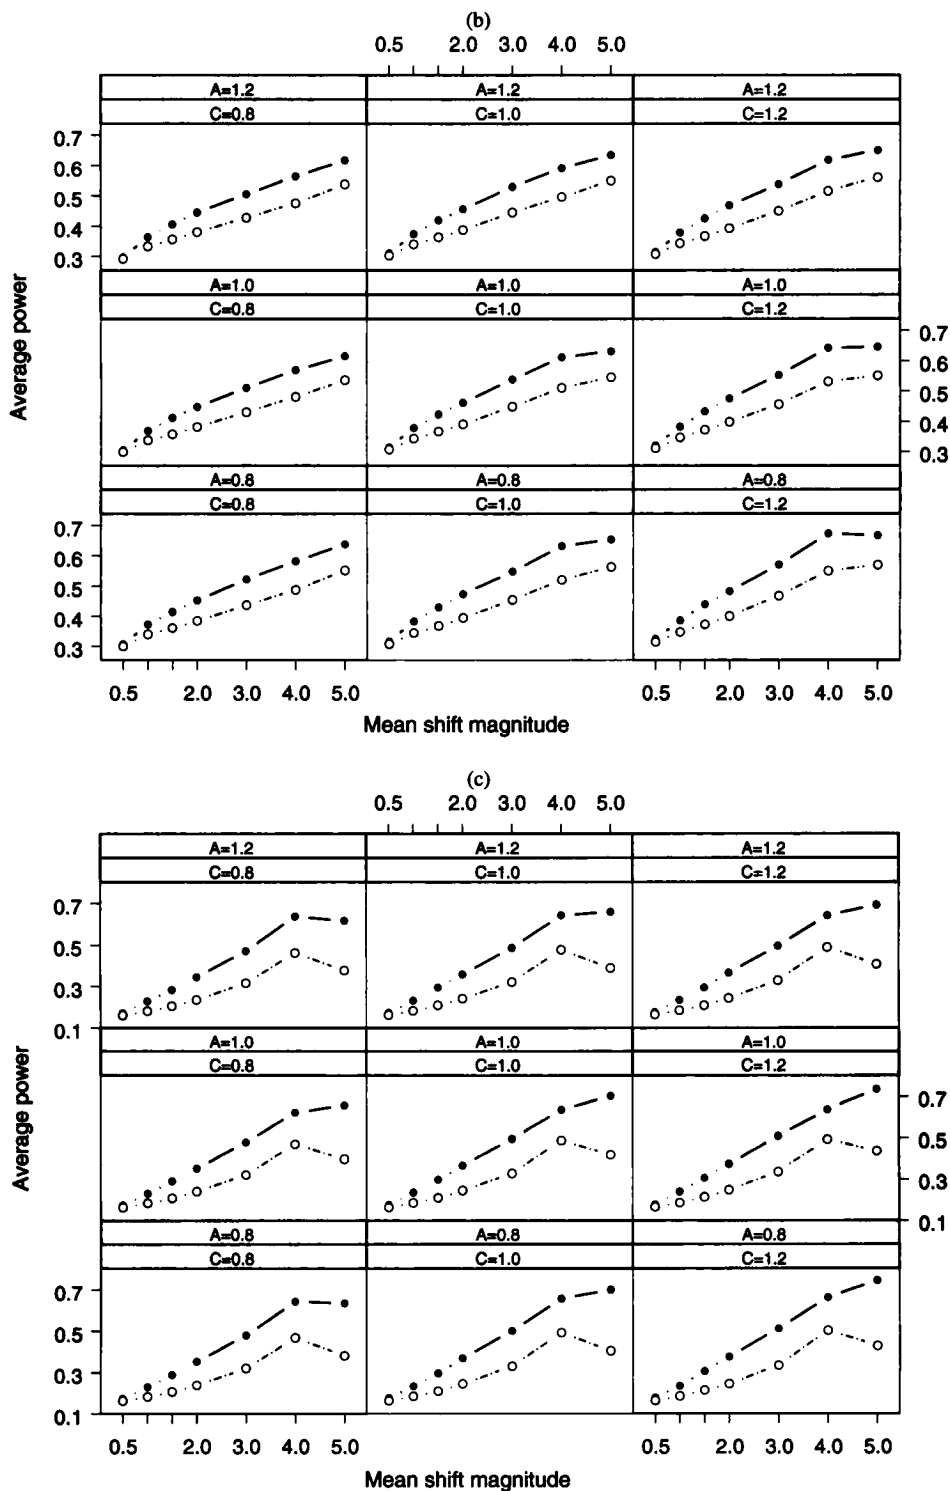 (b)
0.5 2.0 3.0 4.0 5.0
A=1.2 A=1.2 A=1.2
C=0.8 C=1.0 C=1.2
0.7
0.6
0.5
0.4
0.3
A=1.0 A=1.0 A=1.0
C=0.8 C=1.0 C=1.2
Average power
0.7
0.6
0.5
0.4
0.3
A=0.8 A=0.8 A=0.8
C=0.8 C=1.0 C=1.2
0.7
0.6
0.5
0.4
0.3
0.5 2.0 3.0 4.0 5.0 0.5 2.0 3.0 4.0 5.0
Mean shift magnitude
(c)
0.5 2.0 3.0 4.0 5.0
A=1.2 A=1.2 A=1.2
C=0.8 C=1.0 C=1.2
0.7
0.5
0.3
0.1
A=1.0 A=1.0 A=1.0
C=0.8 C=1.0 C=1.2
Average power
0.7
0.5
0.3
0.1
A=0.8 A=0.8 A=0.8
C=0.8 C=1.0 C=1.2
0.7
0.5
0.3
0.1
0.5 2.0 3.0 4.0 5.0 0.5 2.0 3.0 4.0 5.0
Mean shift magnitude